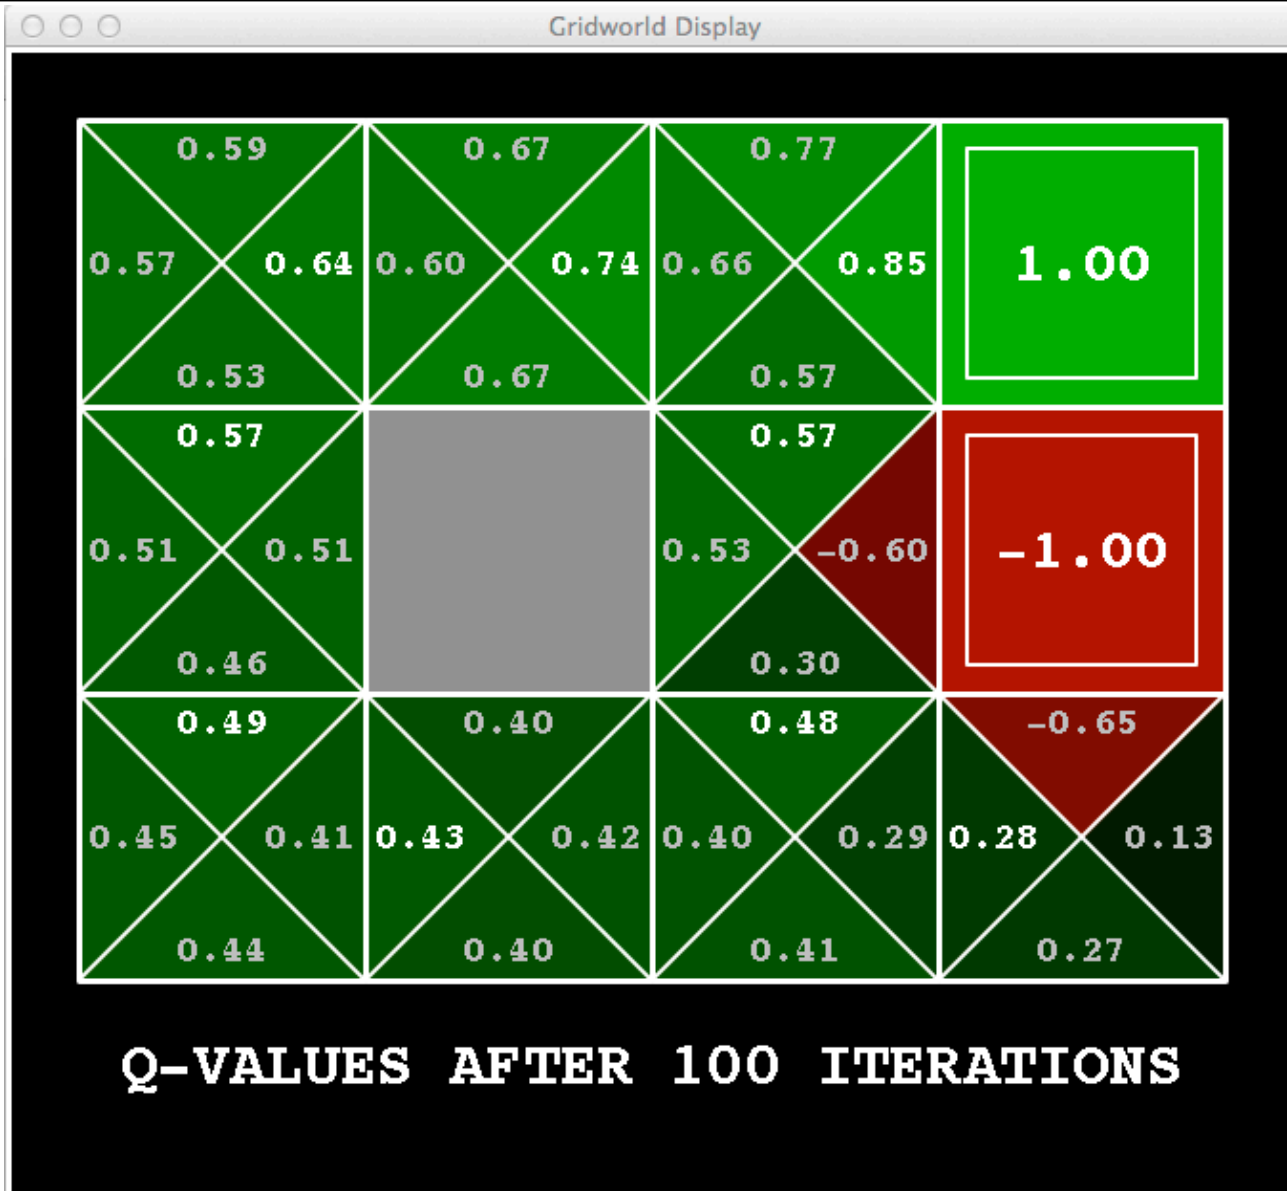 Gridworld Display
0.59 0.67 0.77
0.57 0.64 0.60 0.74 0.66 0.85 1.00
0.53 0.67 0.57
0.57 0.57
0.51 0.51 0.53 -0.60 -1.00
0.46 0.30
0.49 0.40 0.48 -0.65
0.45 0.41 0.43 0.42 0.40 0.29 0.28 0.13
0.44 0.40 0.41 0.27
Q-VALUES AFTER 100 ITERATIONS